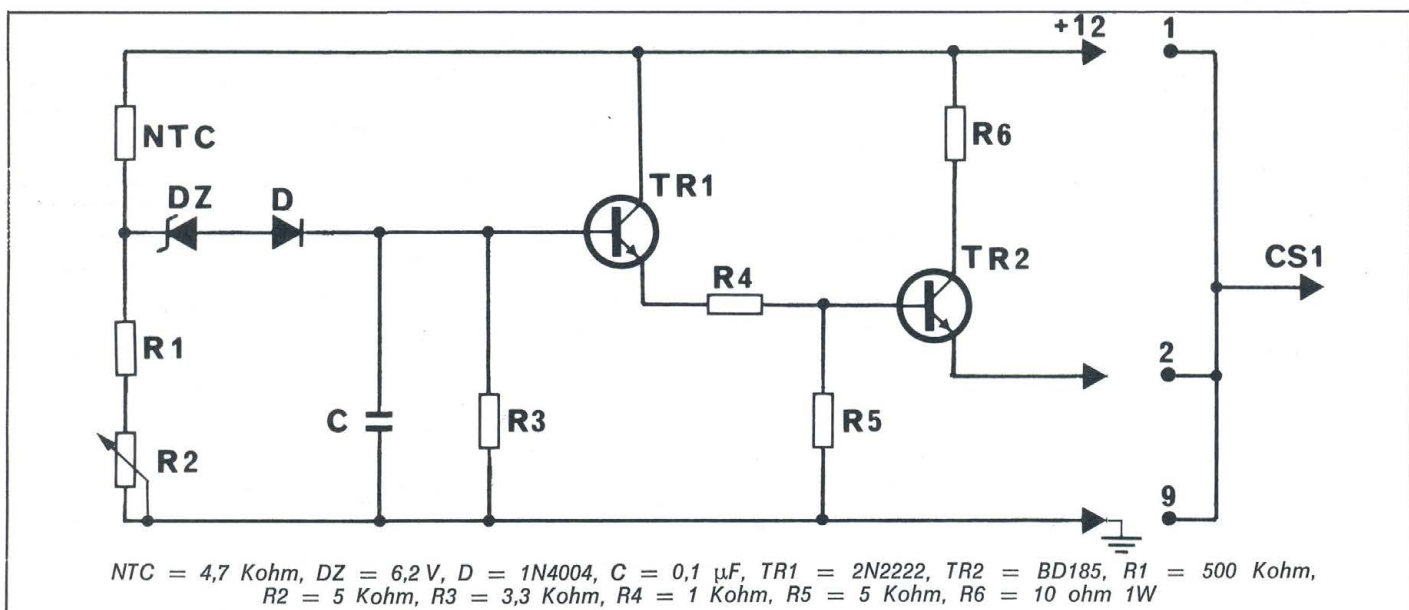 +12 1
NTC
R6
DZ D
TR1
TR2
R4
CS1
R1
2
C
R3
R5
R2
9
NTC = 4,7 Kohm, DZ = 6,2 V, D = 1N4004, C = 0,1 µF, TR1 = 2N2222, TR2 = BD185, R1 = 500 Kohm,
R2 = 5 Kohm, R3 = 3,3 Kohm, R4 = 1 Kohm, R5 = 5 Kohm, R6 = 10 ohm 1W